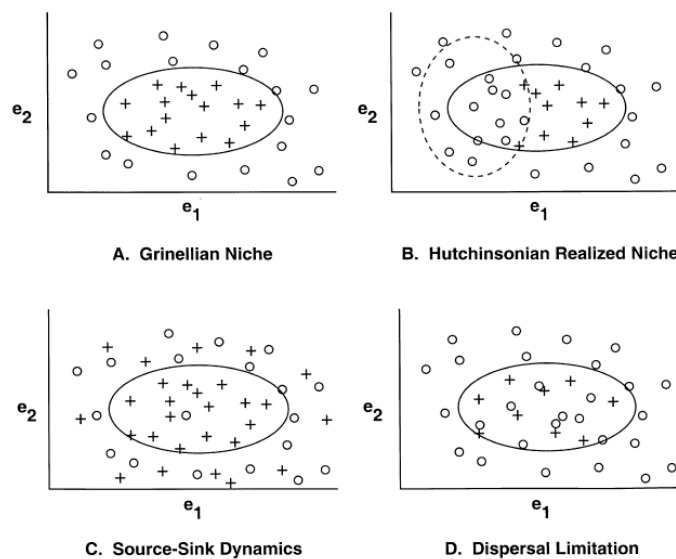 e2
e1
A. Grinellian Niche
e2
e1
B. Hutchinsonian Realized Niche
e2
e1
C. Source-Sink Dynamics
e2
e1
D. Dispersal Limitation